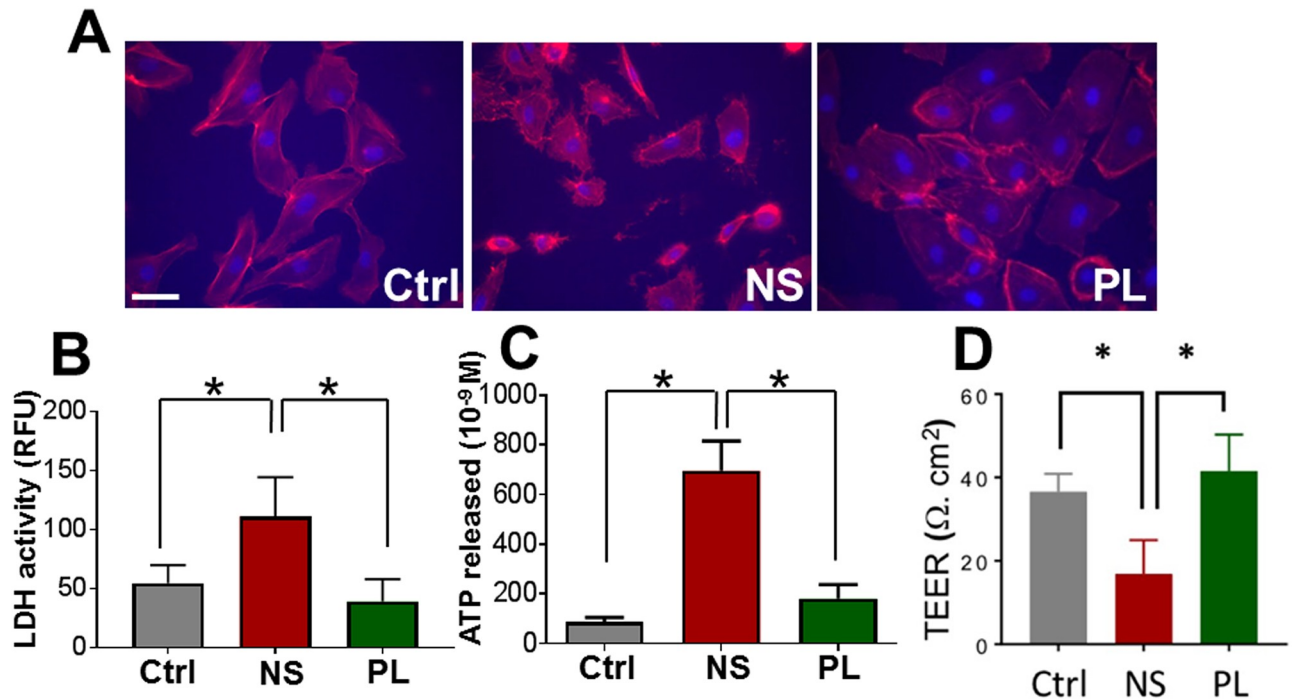 A
Ctrl
NS
PL
B
LDH activity (RFU)
200
150
100
50
0
*
*
Ctrl
NS
PL
C
ATP released (10⁻⁹M)
1000
800
600
400
200
0
*
*
Ctrl
NS
PL
D
TEER (Ω. cm²)
60
40
20
0
*
*
Ctrl
NS
PL